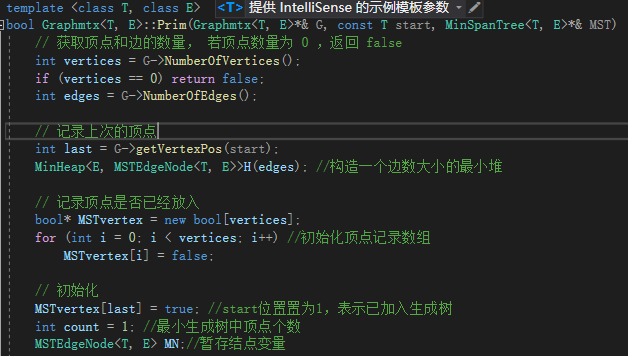 template <class T, class E> <T> 提供 IntelliSense 的示例模板参数
bool Graphmtx<T, E>::Prim(Graphmtx<T, E>*& G, const T start, MinSpanTree<T, E>*& MST)
// 获取顶点和边的数量, 若顶点数量为 0 ，返回 false
int vertices = G->NumberOfVertices();
if (vertices == 0) return false;
int edges = G->NumberOfEdges();
// 记录上次的顶点
int last = G->getVertexPos(start);
MinHeap<E, MSTEdgeNode<T, E>>H(edges); //构造一个边数大小的最小堆
// 记录顶点是否已经放入
bool* MSTvertex = new bool[vertices];
for (int i = 0; i < vertices; i++) //初始化顶点记录数组
MSTvertex[i] = false;
// 初始化
MSTvertex[last] = true; //start位置置为1，表示已加入生成树
int count = 1; //最小生成树中顶点个数
MSTEdgeNode<T, E> MN;//暂存结点变量